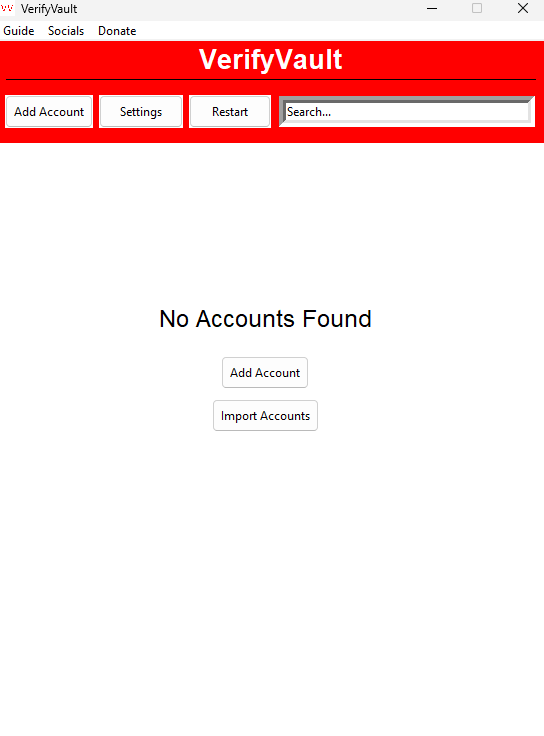 VerifyVault
Guide Socials Donate
VerifyVault
Add Account Settings Restart Search...
No Accounts Found
Add Account
Import Accounts